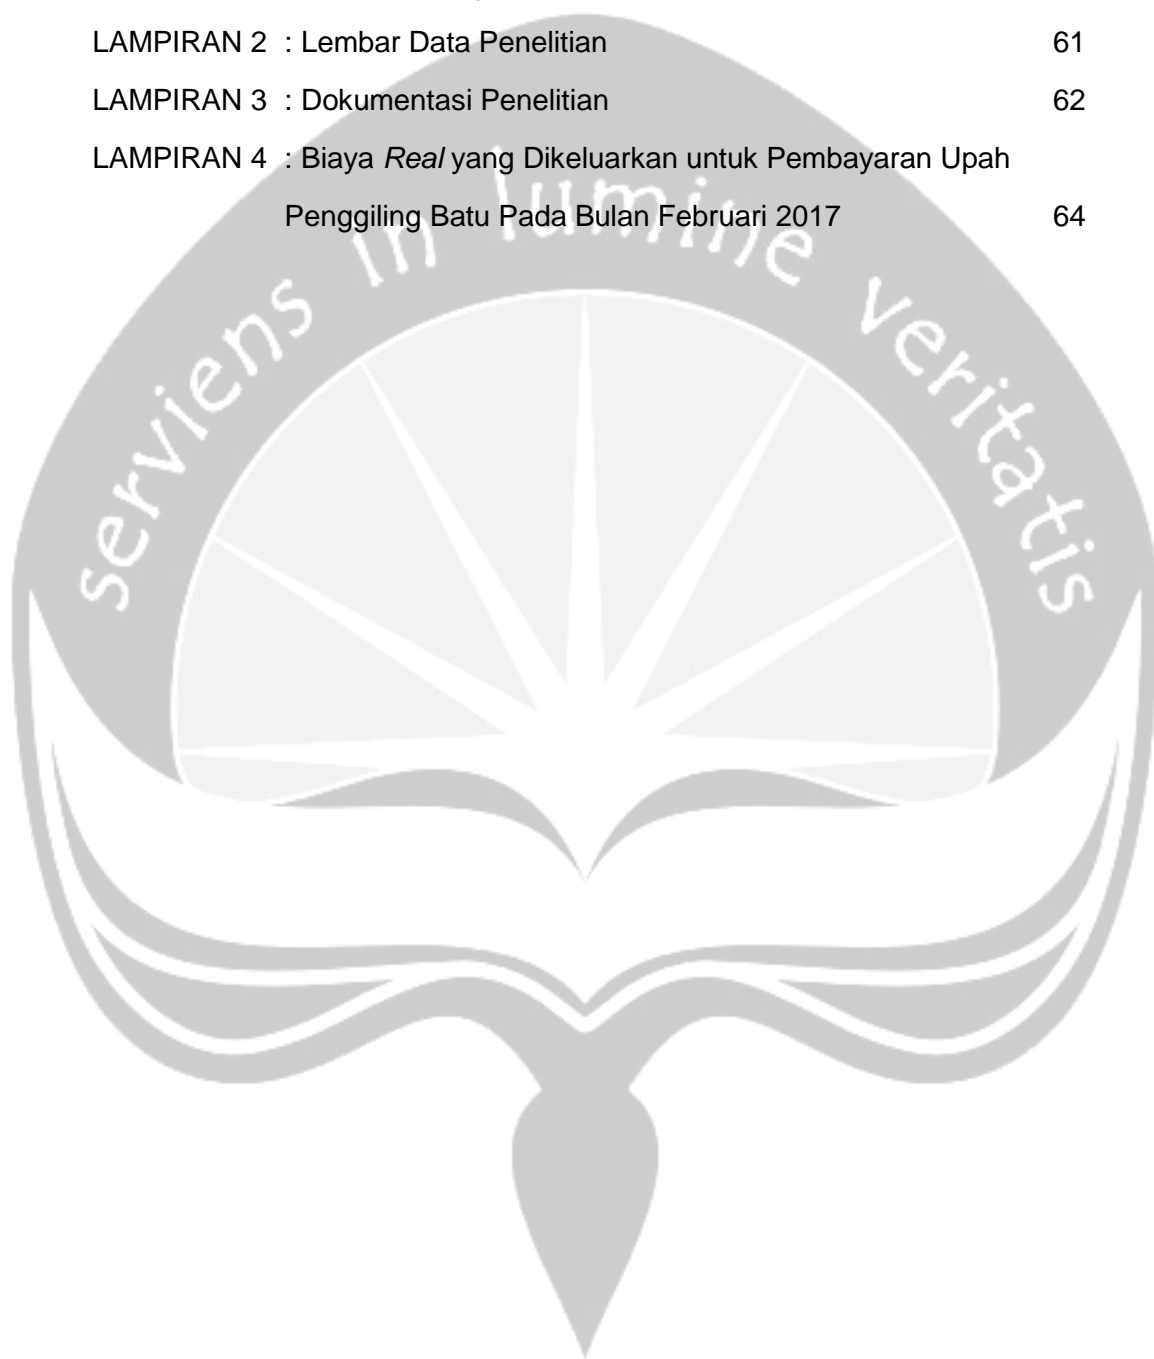 LAMPIRAN 2 : Lembar Data Penelitian 61
LAMPIRAN 3 : Dokumentasi Penelitian 62
LAMPIRAN 4 : Biaya Real yang Dikeluarkan untuk Pembayaran Upah
Penggiling Batu Pada Bulan Februari 2017 64
serviens in lumine veritatis